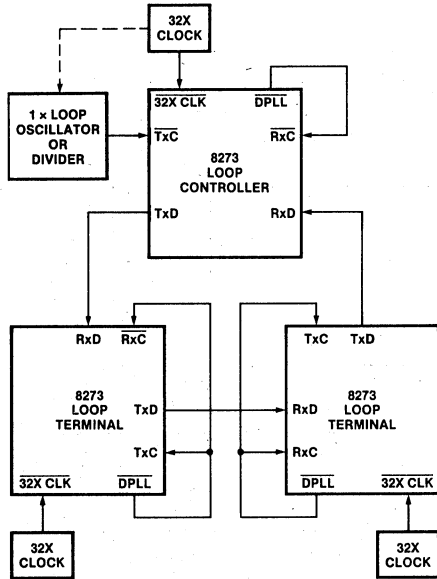 32X
CLOCK
32X CLK DPLL
1 × LOOP
OSCILLATOR
OR
DIVIDER
TxC RxC
8273
LOOP
CONTROLLER
TxD RxD
RxD RxC
TxC TxD
8273
LOOP
TERMINAL
TxD
TxC
32X CLK DPLL
8273
LOOP
TERMINAL
RxD
RxC
DPLL 32X CLK
32X
CLOCK
32X
CLOCK